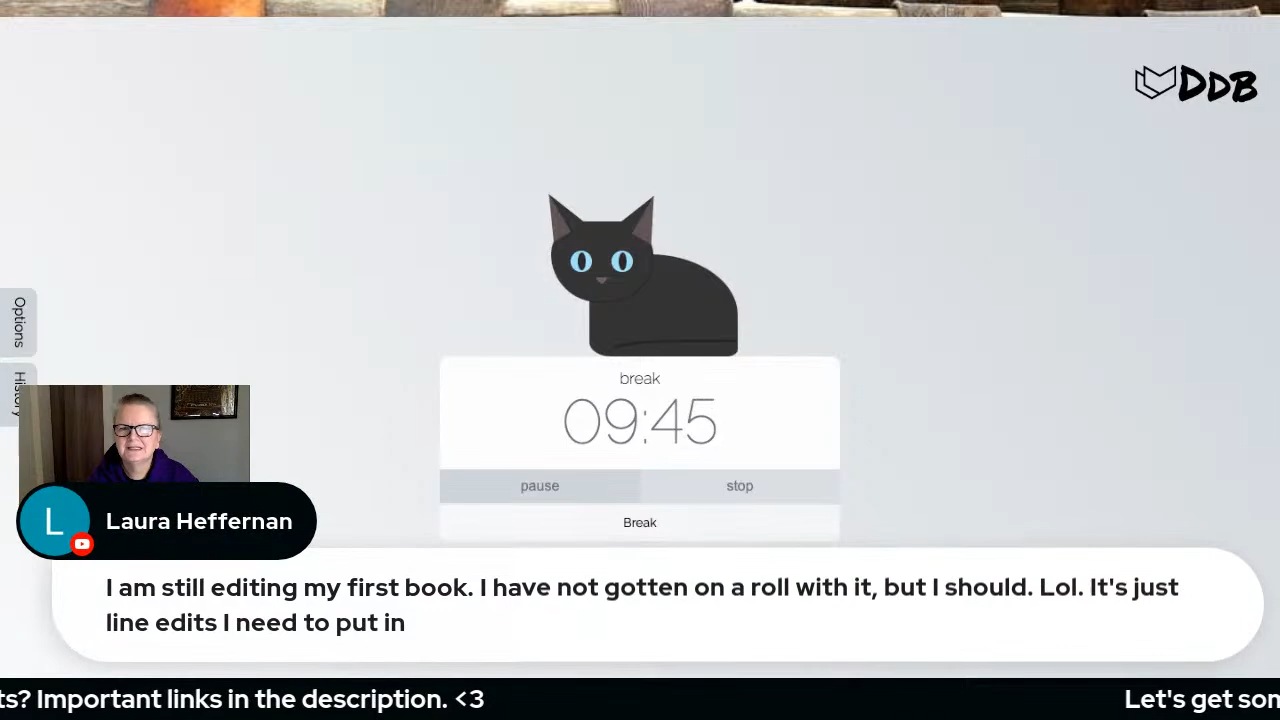 DDB
Options
History
break
09:45
pause
stop
Break
L
Laura Heffernan
I am still editing my first book. I have not gotten on a roll with it, but I should. Lol. It's just
line edits I need to put in
ts? Important links in the description. <3
Let's get son